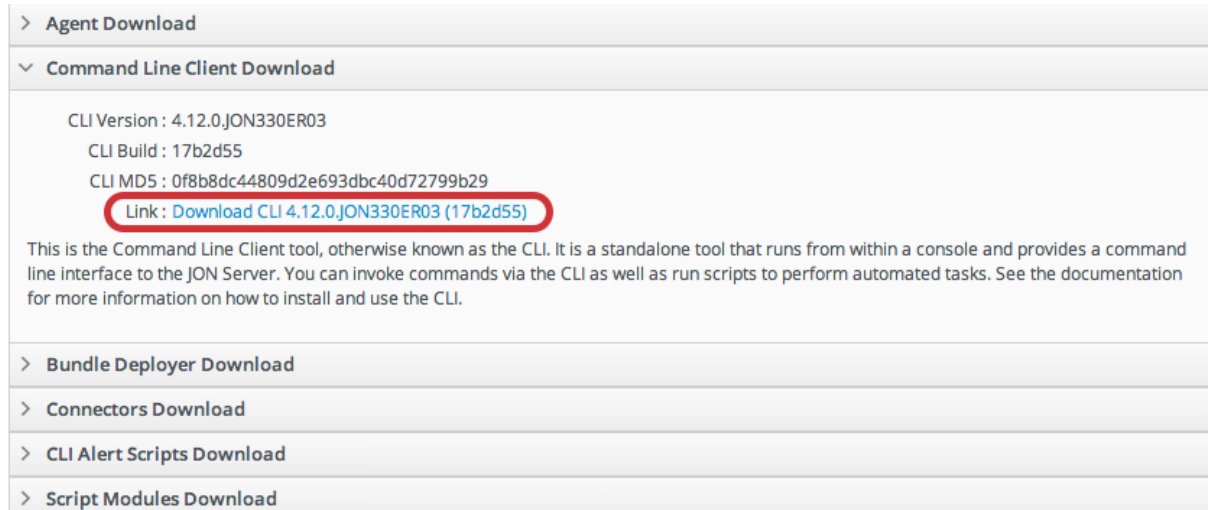 Agent Download
Command Line Client Download
CLI Version : 4.12.0.JON330ER03
CLI Build : 17b2d55
CLI MD5 : 0f8b8dc44809d2e693dbc40d72799b29
Link : Download CLI 4.12.0.JON330ER03 (17b2d55)
This is the Command Line Client tool, otherwise known as the CLI. It is a standalone tool that runs from within a console and provides a command
line interface to the JON Server. You can invoke commands via the CLI as well as run scripts to perform automated tasks. See the documentation
for more information on how to install and use the CLI.
Bundle Deployer Download
Connectors Download
CLI Alert Scripts Download
Script Modules Download